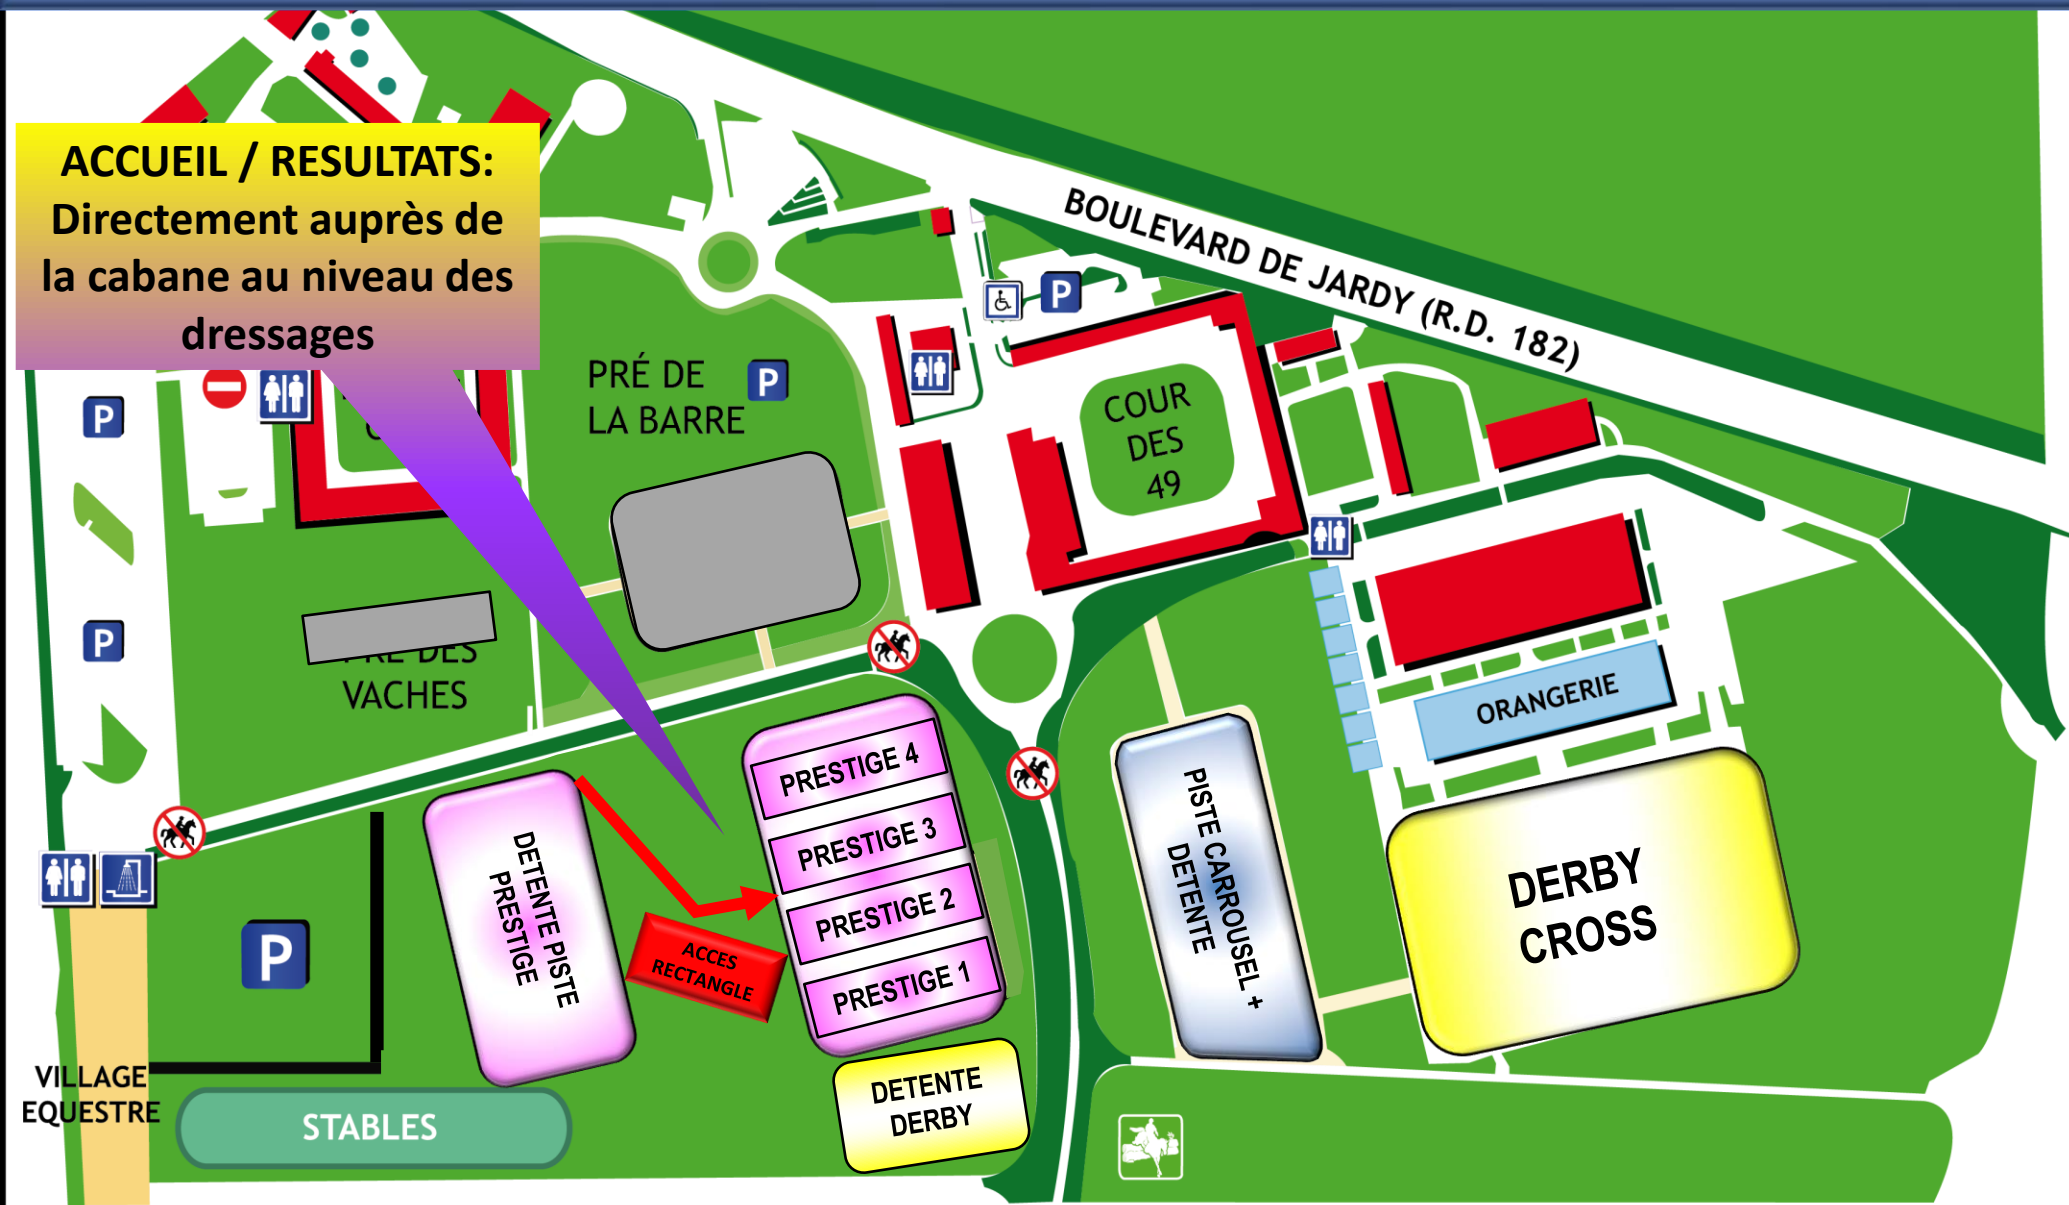 ACCUEIL / RESULTATS:
Directement auprès de
la cabane au niveau des
dressages
BOULEVARD DE JARDY (R.D. 182)
P
P
PRÉ DE
LA BARRE
P
COUR
DES
49
P
DES
VACHES
ORANGERIE
PRESTIGE 4
PRESTIGE 3
PRESTIGE 2
PRESTIGE 1
DETENTE PISTE
PRESTIGE
ACCES
RECTANGLE
PISTE CARROUSEL +
DETENTE
DERBY
CROSS
P
VILLAGE
EQUESTRE
STABLES
DETENTE
DERBY